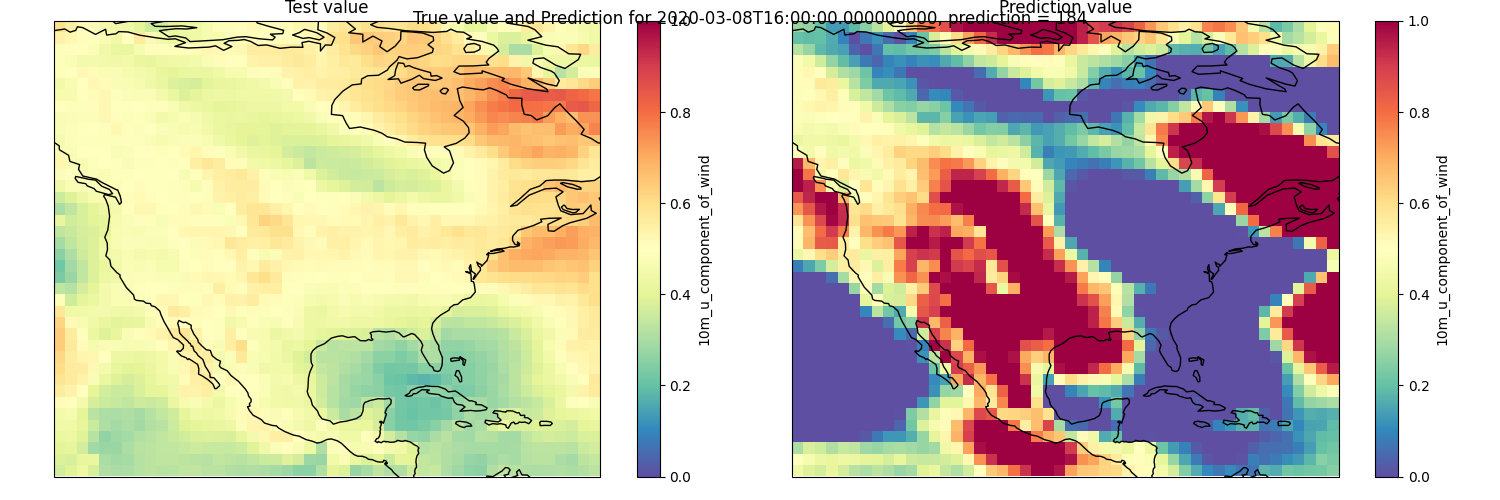 Test value
Prediction value
True value and Prediction for 2020-03-08T16:00:00.000000000, prediction = 184
1.0
0.8
0.6
0.4
0.2
0.0
10m_u_component_of_wind
1.0
0.8
0.6
0.4
0.2
0.0
10m_u_component_of_wind